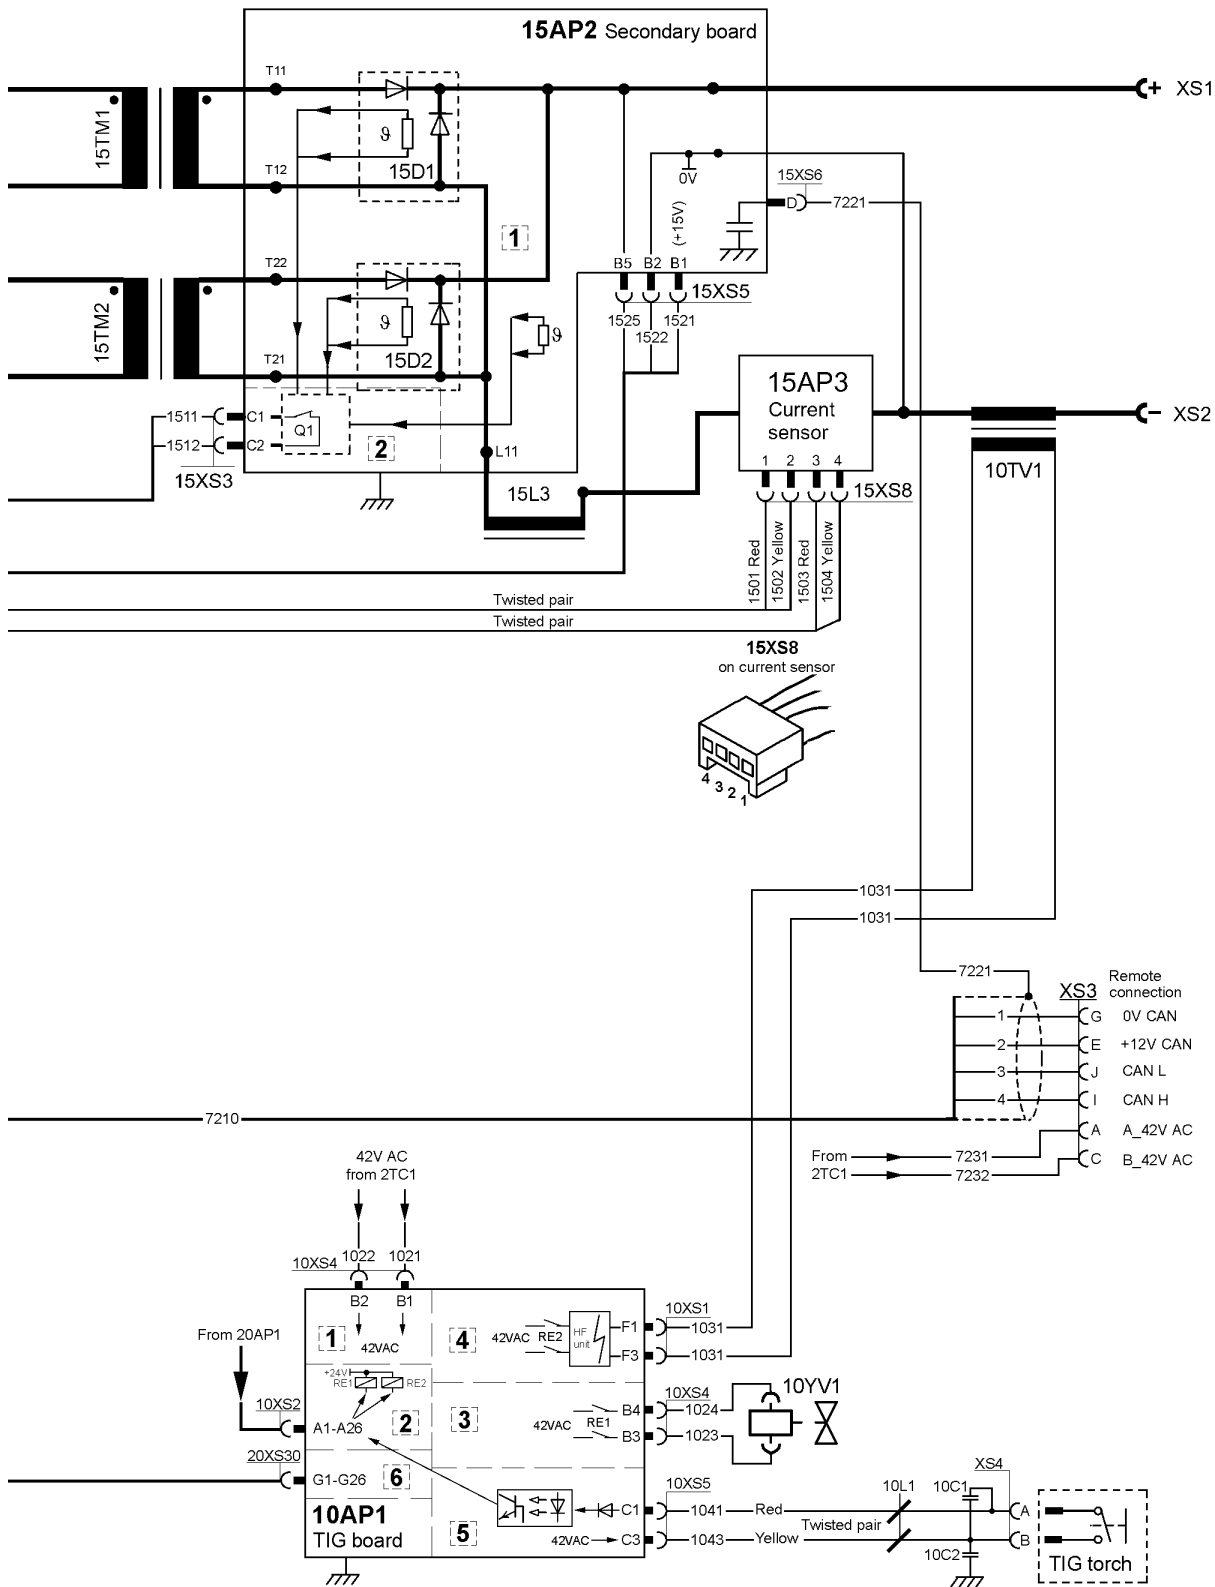 15AP2 Secondary board
T11
XS1
15TM1
ϑ
15D1
T12
0V
15XS6
D
7221
(+15V)
1
T22
B5 B2 B1
15XS5
1525
1522
1521
15TM2
ϑ
15D2
ϑ
T21
15AP3
Current
sensor
XS2
1511
C1
Q1
1512
C2
2
L11
15XS3
1 2 3 4
10TV1
15L3
15XS8
1501 Red
1502 Yellow
1503 Red
1504 Yellow
Twisted pair
Twisted pair
15XS8
on current sensor
4 3 2 1
1031
1031
7221
XS3
Remote
connection
1 G 0V CAN
2 E +12V CAN
3 J CAN L
4 I CAN H
7210
A A_42V AC
From 7231
C B_42V AC
2TC1 7232
42V AC
from 2TC1
10XS4 1022 1021
B2 B1
From 20AP1
1
42VAC
4
42VAC RE2
HF
unit
F1
10XS1
1031
F3
1031
+24V
RE1 RE2
10XS2
A1-A26
2
3
42VAC RE1
B4
10XS4
1024
10YV1
B3
1023
20XS30
G1-G26
6
10AP1
TIG board
5
C1
10XS5
1041 Red
10L1
10C1
XS4
A
Twisted pair
42VAC C3
1043 Yellow
10C2
B
TIG torch